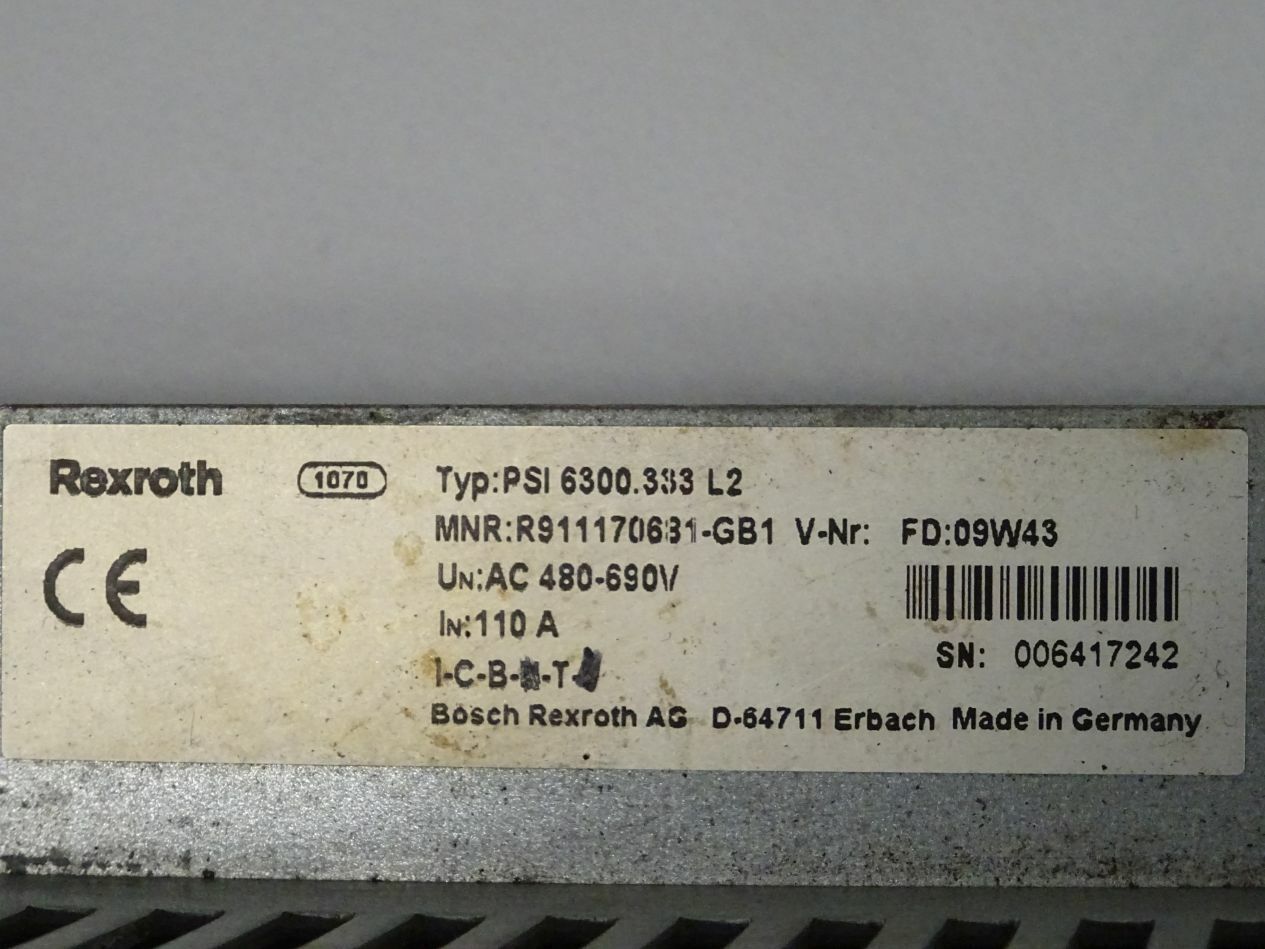 Rexroth 1070 Typ:PSI 6300.333 L2
MNR:R911170631-GB1 V-Nr: FD:09W43
CE UN:AC 480-690V
IN:110 A
SN: 006417242
I-C-B- -T-
Bosch Rexroth AG D-64711 Erbach Made in Germany